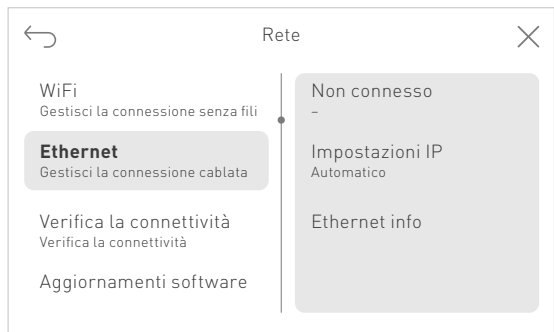 Rete
WiFi
Gestisci la connessione senza fili
Ethernet
Gestisci la connessione cablata
Verifica la connettività
Verifica la connettività
Aggiornamenti software
Non connesso
–
Impostazioni IP
Automatico
Ethernet info